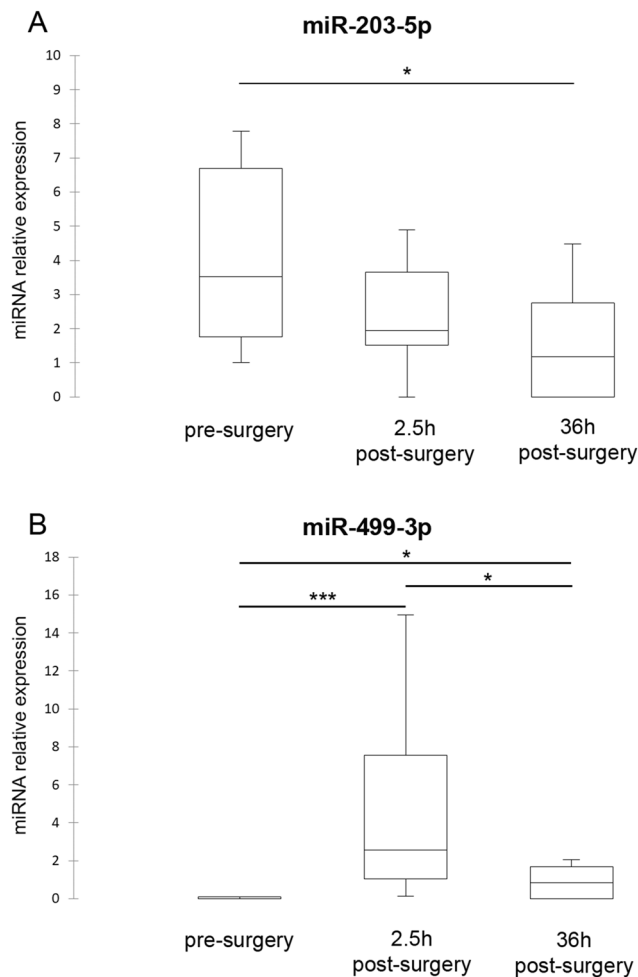 A
miR-203-5p
10
9
8
7
6
5
4
3
2
1
0
miRNA relative expression
*
pre-surgery
2.5h
post-surgery
36h
post-surgery
B
miR-499-3p
18
16
14
12
10
8
6
4
2
0
miRNA relative expression
*
*
***
pre-surgery
2.5h
post-surgery
36h
post-surgery